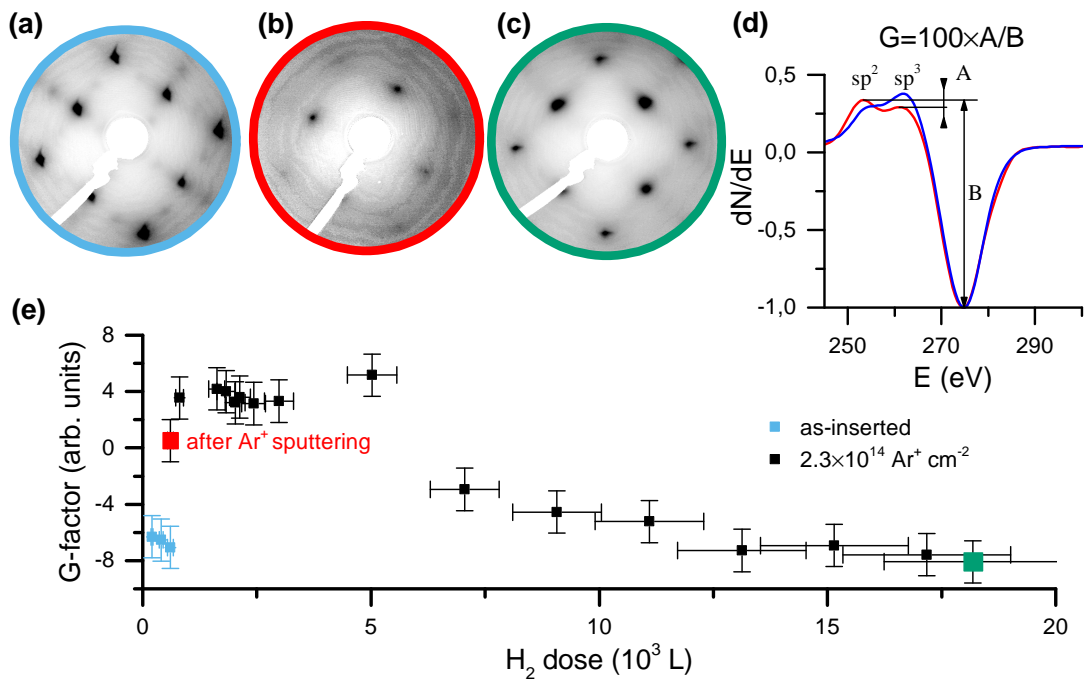 (a)
(b)
(c)
(d)
G=100×A/B
sp²
sp³
A
B
0,5
0,0
-0,5
-1,0
dN/dE
250
270
290
E (eV)
(e)
8
4
0
-4
-8
G-factor (arb. units)
after Ar⁺ sputtering
as-inserted
2.3×10¹⁴ Ar⁺ cm⁻²
0
5
10
15
20
H₂ dose (10³ L)